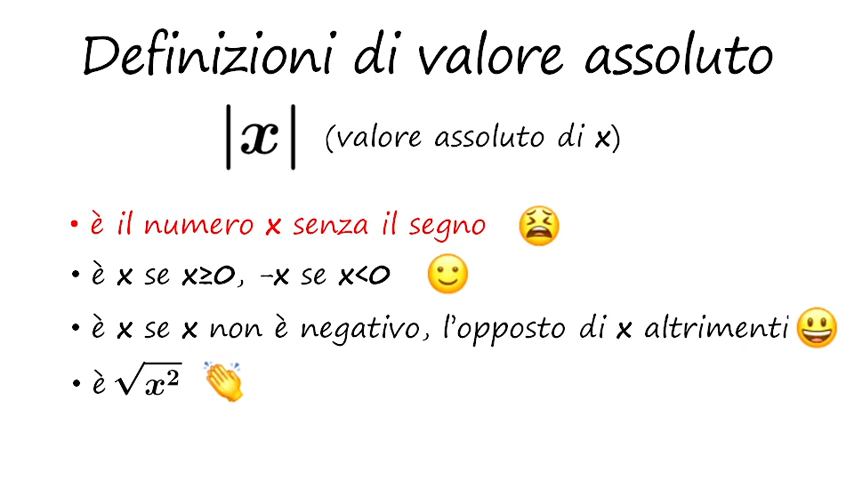 Definizioni di valore assoluto
|x| (valore assoluto di x)
• è il numero x senza il segno 😫
• è x se x≥0, -x se x<0 🙂
• è x se x non è negativo, l'opposto di x altrimenti 😃
• è √x² 👏